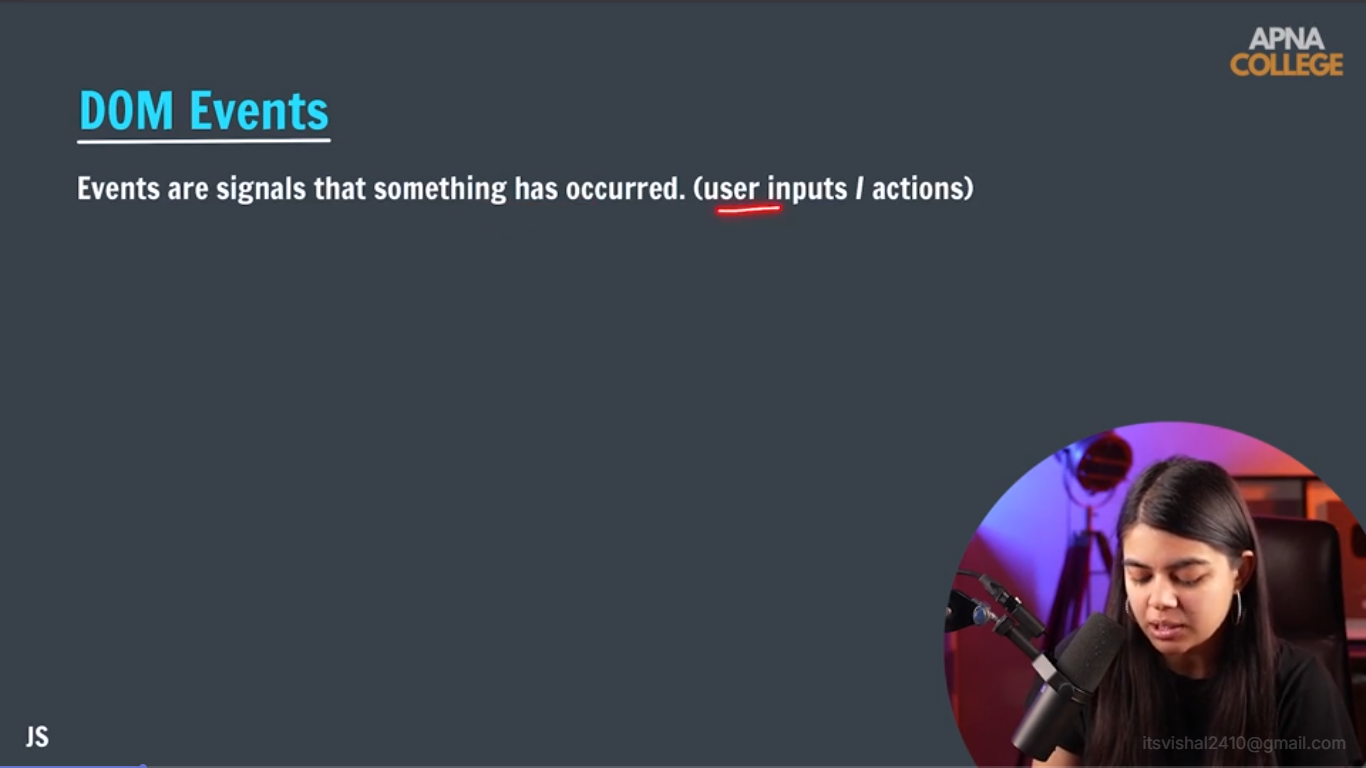 APNA
COLLEGE
DOM Events
Events are signals that something has occurred. (user inputs / actions)
JS
itsvishal2410@gmail.com